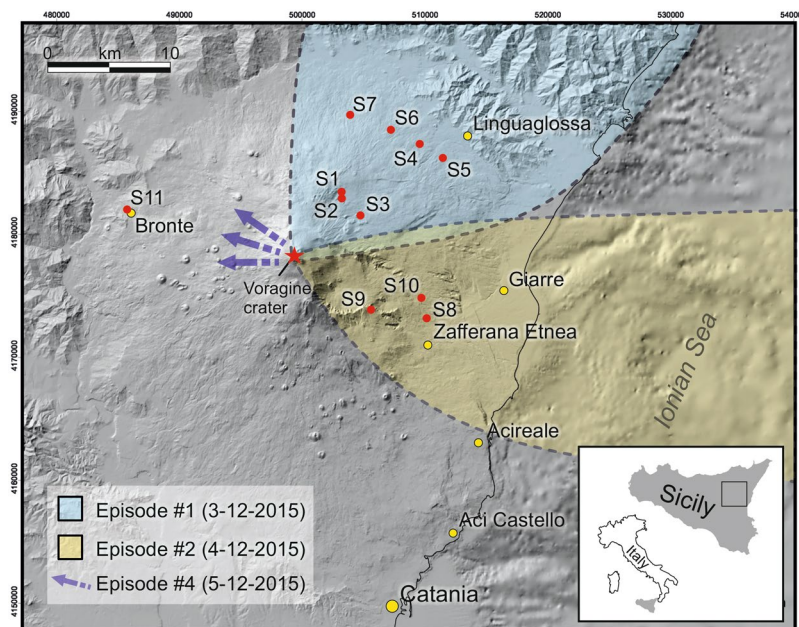 480000 490000 500000 510000 520000 530000 54000
0 km 10
4190000
4180000
4170000
4160000
4150000
S7
S6
Linguaglossa
S4
S5
S1
S2
S3
S11
Bronte
Voragine
crater
Giarre
S10
S9
S8
Zafferana Etnea
Ionian Sea
Acireale
Aci Castello
Catania
Episode #1 (3-12-2015)
Episode #2 (4-12-2015)
Episode #4 (5-12-2015)
Sicily
Italy